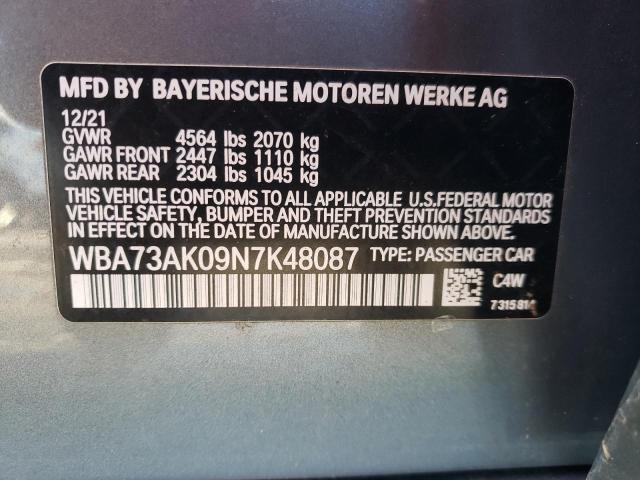 MFD BY BAYERISCHE MOTOREN WERKE AG
12/21
GVWR 4564 lbs 2070 kg
GAWR FRONT 2447 lbs 1110 kg
GAWR REAR 2304 lbs 1045 kg
THIS VEHICLE CONFORMS TO ALL APPLICABLE U.S.FEDERAL MOTOR
VEHICLE SAFETY, BUMPER AND THEFT PREVENTION STANDARDS
IN EFFECT ON THE DATE OF MANUFACTURE SHOWN ABOVE.
WBA73AK09N7K48087 TYPE: PASSENGER CAR
C4W
7315814